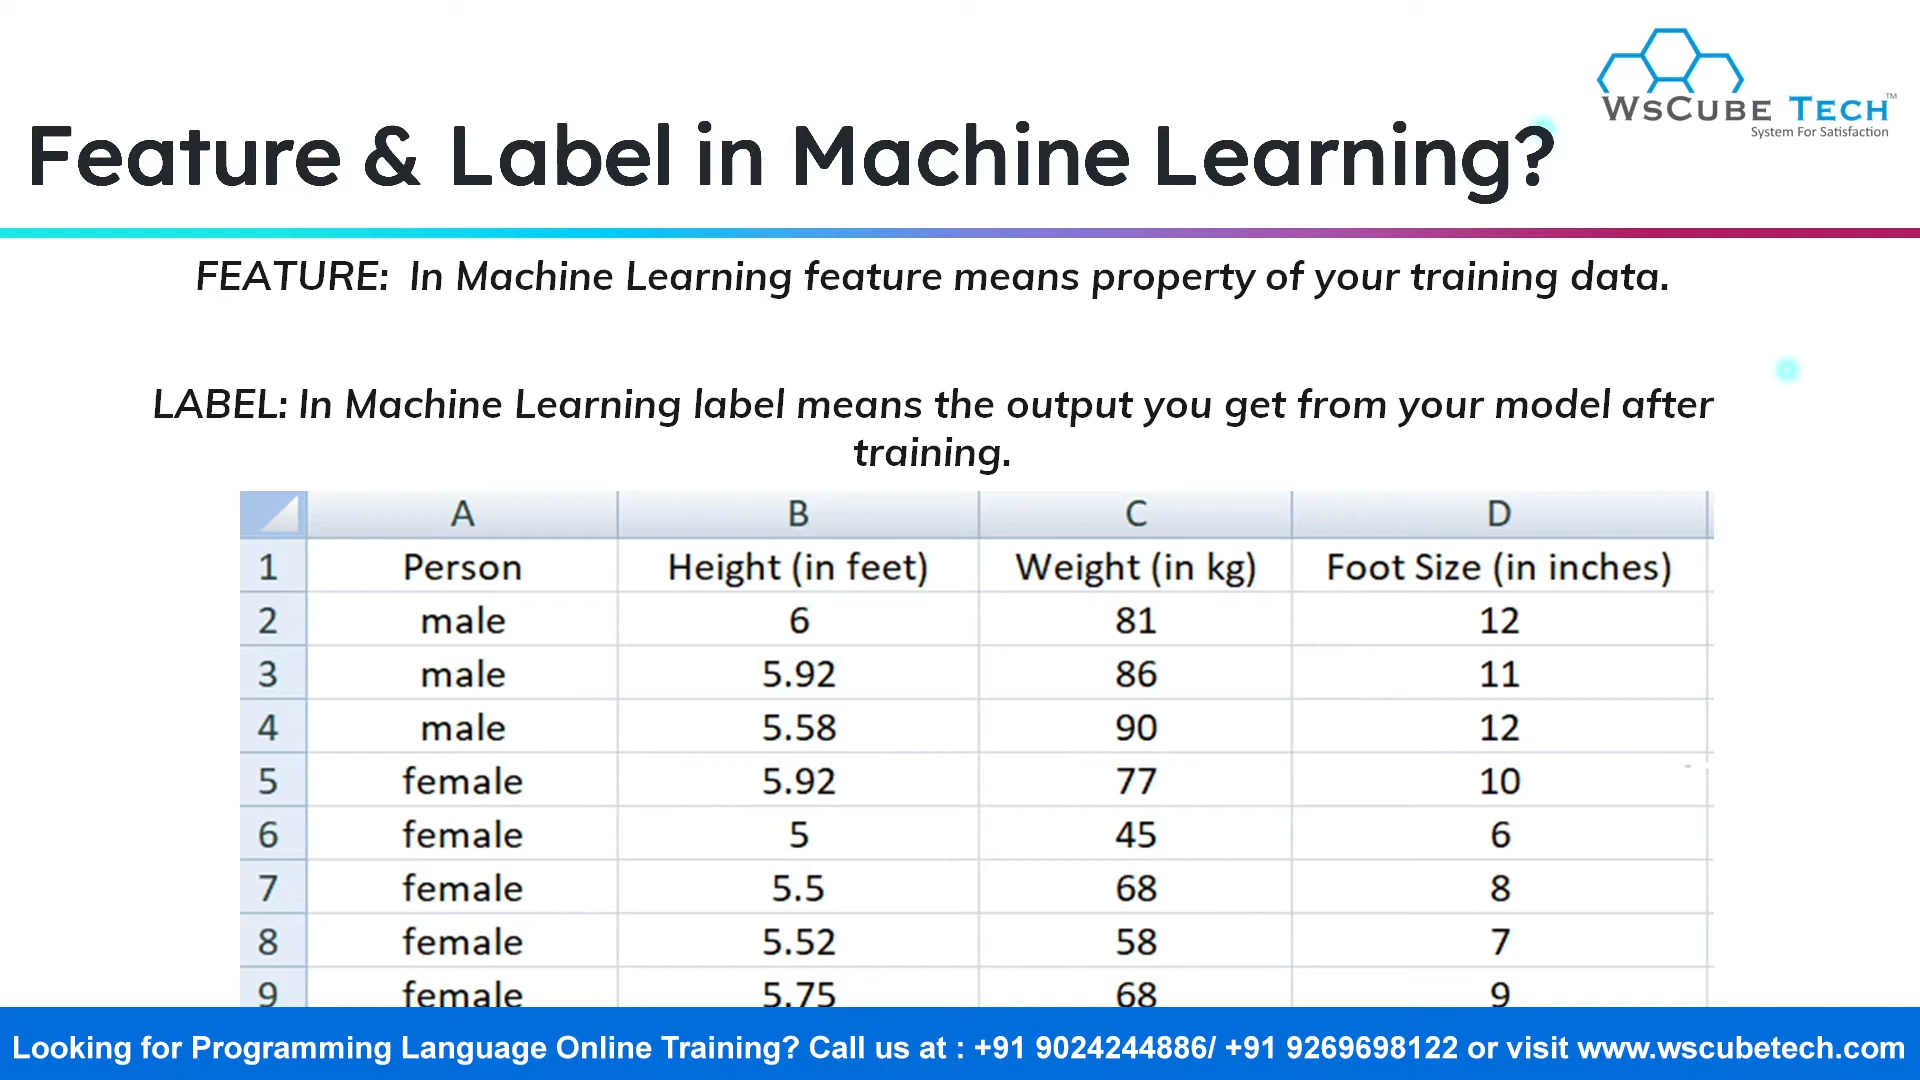 WSCUBE TECH™
System For Satisfaction
Feature & Label in Machine Learning?
FEATURE: In Machine Learning feature means property of your training data.
LABEL: In Machine Learning label means the output you get from your model after
training.
A B C D
1 Person Height (in feet) Weight (in kg) Foot Size (in inches)
2 male 6 81 12
3 male 5.92 86 11
4 male 5.58 90 12
5 female 5.92 77 10
6 female 5 45 6
7 female 5.5 68 8
8 female 5.52 58 7
9 female 5.75 68 9
Looking for Programming Language Online Training? Call us at : +91 9024244886/ +91 9269698122 or visit www.wscubetech.com